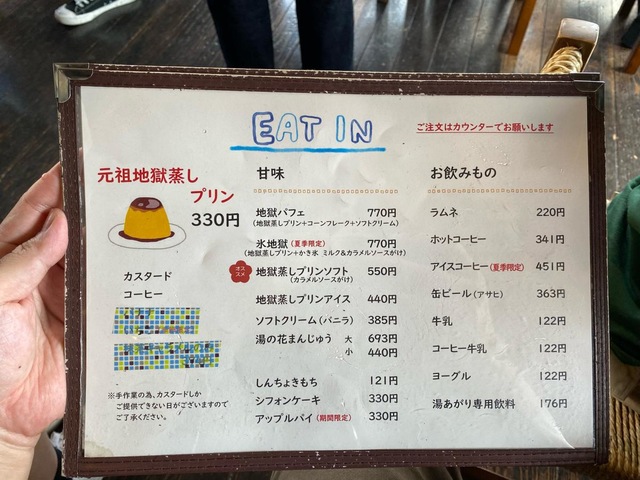 EAT IN
ご注文はカウンターでお願いします
元祖地獄蒸し
プリン
330円
カスタード
コーヒー
※手作業の為、カスタードしか
ご提供できない日がございますので
ご了承ください。
甘味
地獄パフェ 770円
(地獄蒸しプリン+コーンフレーク+ソフトクリーム)
氷地獄(夏季限定) 770円
(地獄蒸しプリン+かき氷 ミルク&カラメルソースがけ)
オススメ
地獄蒸しプリンソフト 550円
(カラメルソースがけ)
地獄蒸しプリンアイス 440円
ソフトクリーム(バニラ) 385円
湯の花まんじゅう 大 693円
小 440円
しんちょきもち 121円
シフォンケーキ 330円
アップルパイ(期間限定) 330円
お飲みもの
ラムネ 220円
ホットコーヒー 341円
アイスコーヒー(夏季限定) 451円
缶ビール(アサヒ) 363円
牛乳 122円
コーヒー牛乳 122円
ヨーグル 122円
湯あがり専用飲料 176円